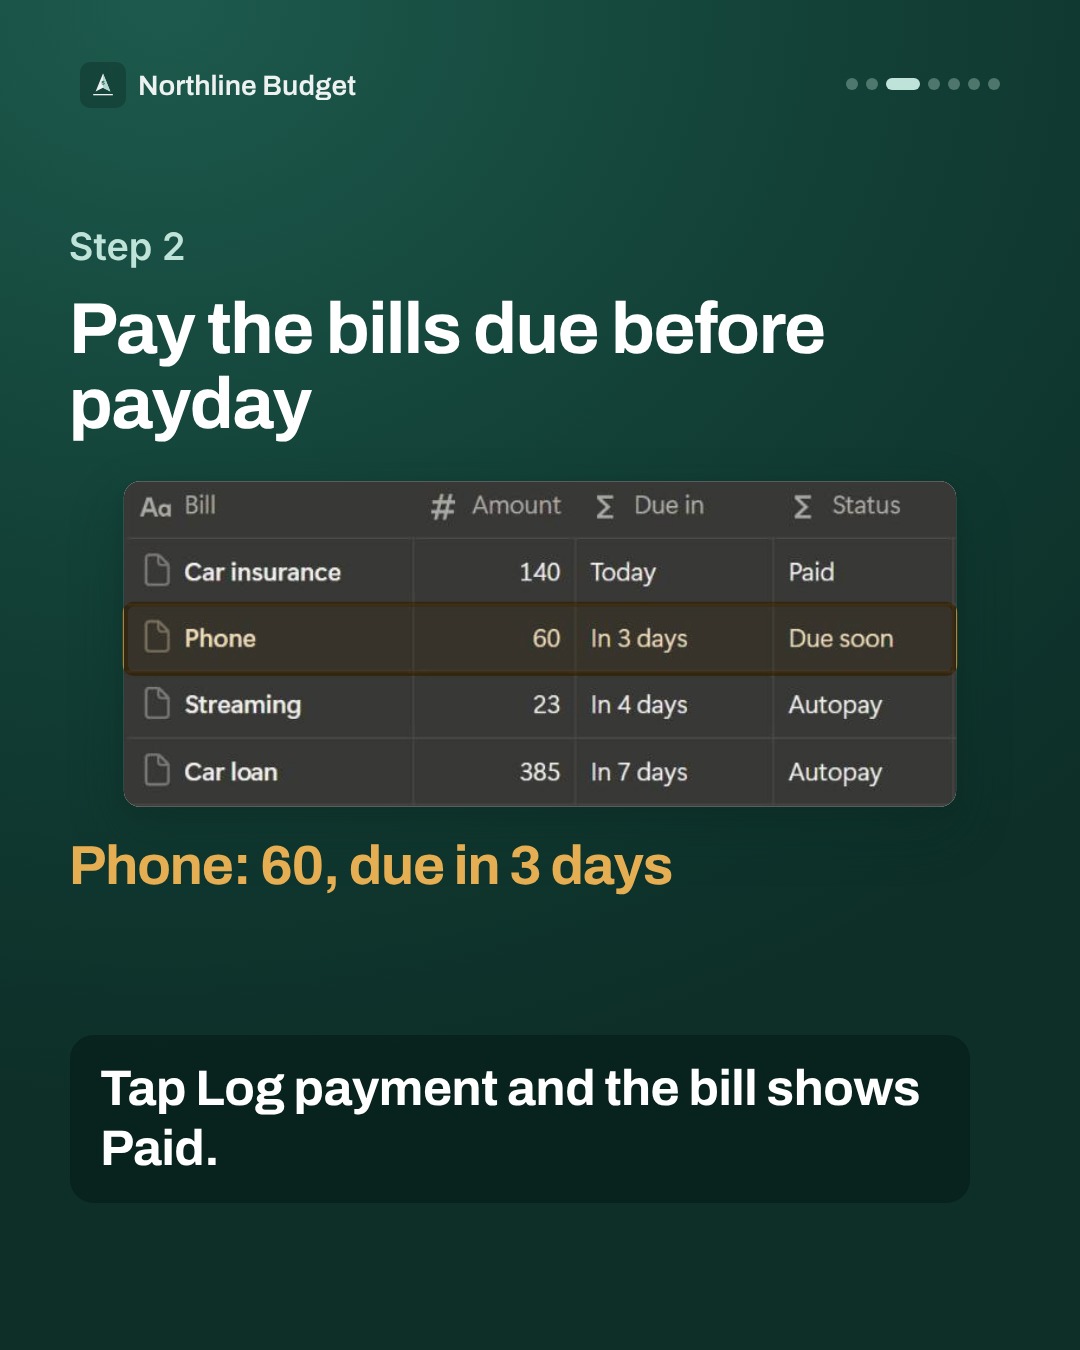 Northline Budget
Step 2
Pay the bills due before
payday
Aa Bill # Amount Σ Due in Σ Status
Car insurance 140 Today Paid
Phone 60 In 3 days Due soon
Streaming 23 In 4 days Autopay
Car loan 385 In 7 days Autopay
Phone: 60, due in 3 days
Tap Log payment and the bill shows
Paid.